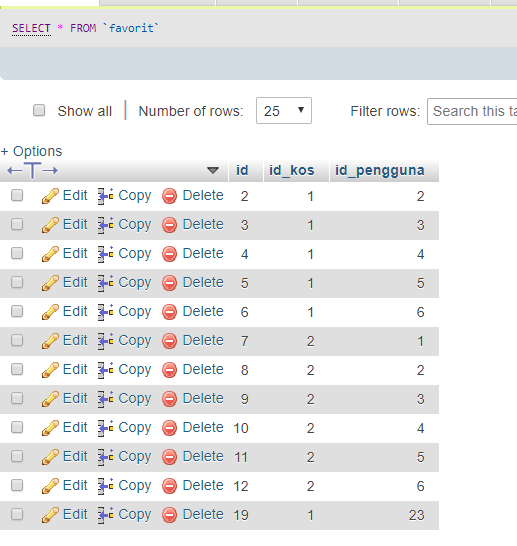 SELECT * FROM `favorit`
Show all | Number of rows: 25 Filter rows: Search this ta
+ Options
←T→ id id_kos id_pengguna
Edit Copy Delete 2 1 2
Edit Copy Delete 3 1 3
Edit Copy Delete 4 1 4
Edit Copy Delete 5 1 5
Edit Copy Delete 6 1 6
Edit Copy Delete 7 2 1
Edit Copy Delete 8 2 2
Edit Copy Delete 9 2 3
Edit Copy Delete 10 2 4
Edit Copy Delete 11 2 5
Edit Copy Delete 12 2 6
Edit Copy Delete 19 1 23